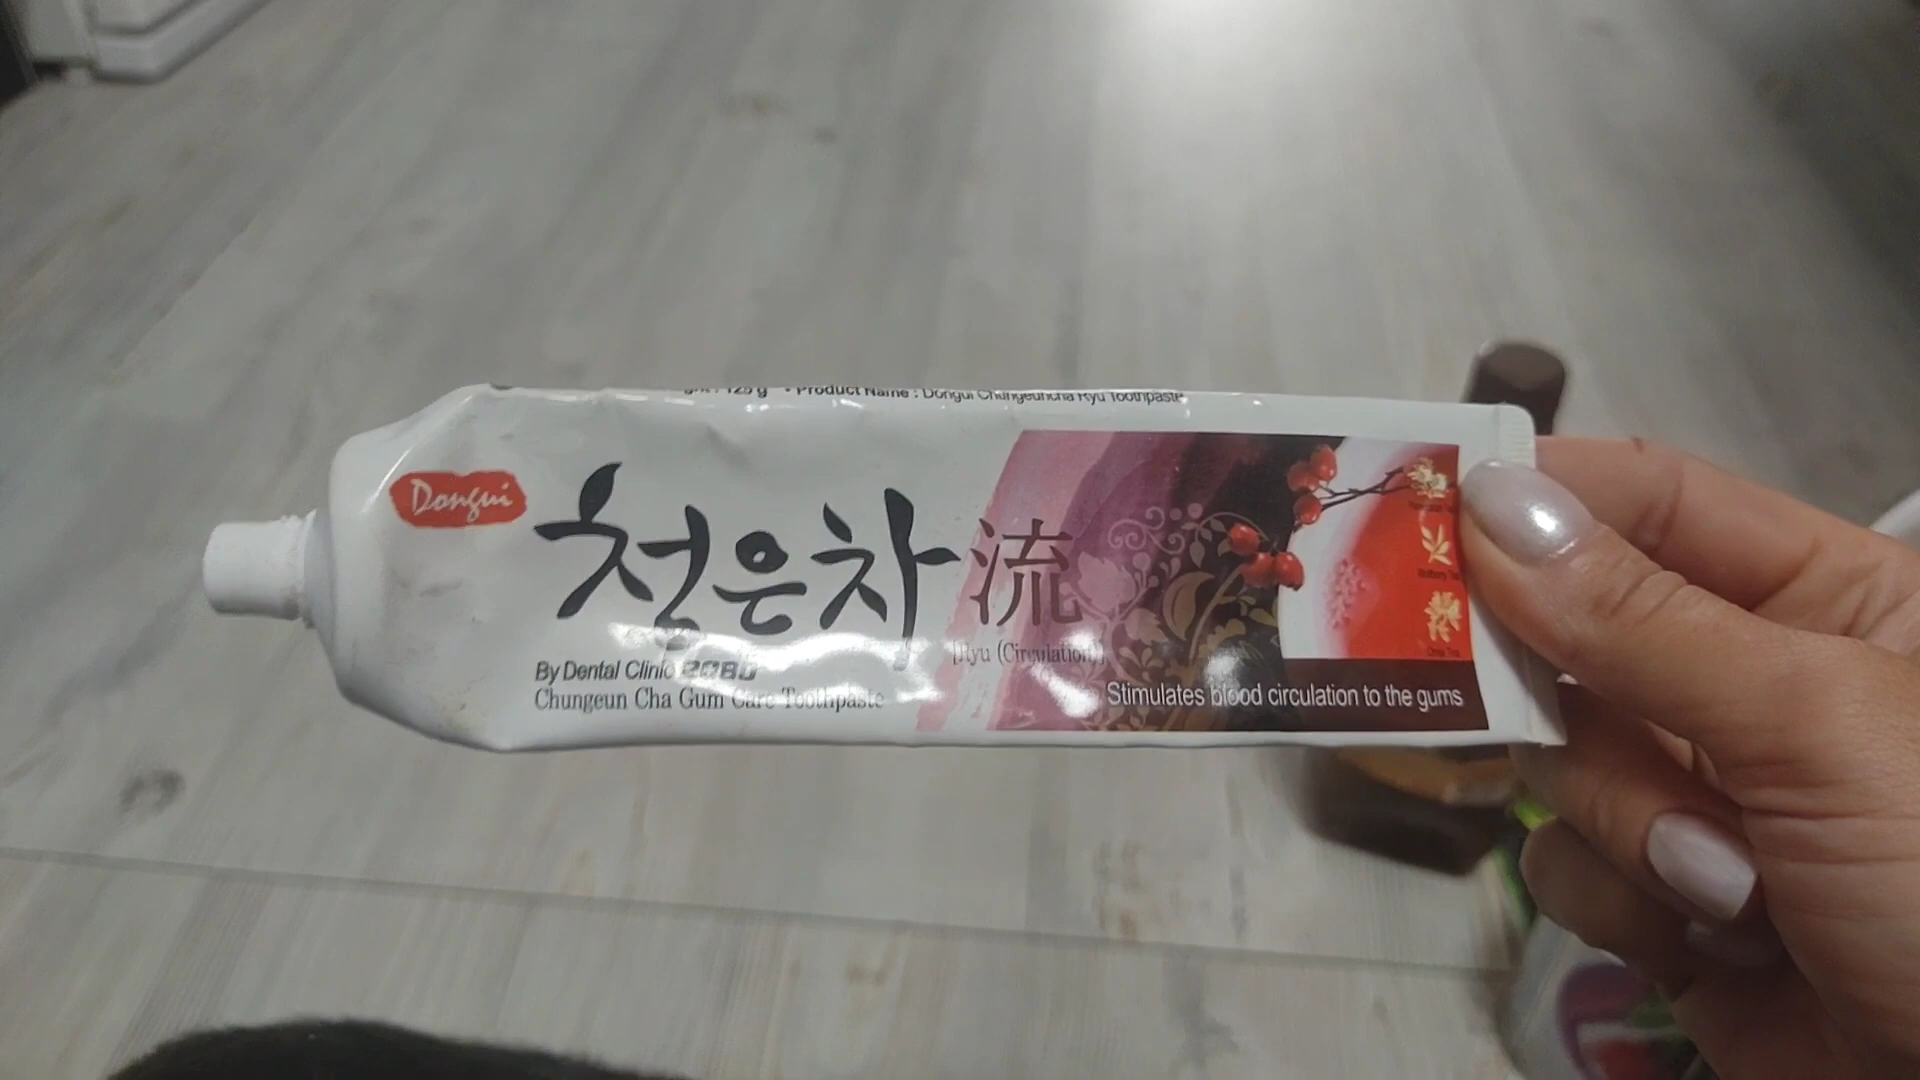 125 g • Product Name : Dongui Chungeuncha Ryu Toothpaste
Dongui
청은차 流
[Ryu (Circulation)]
By Dental Clinic 2080
Chungeun Cha Gum Care Toothpaste
Stimulates blood circulation to the gums